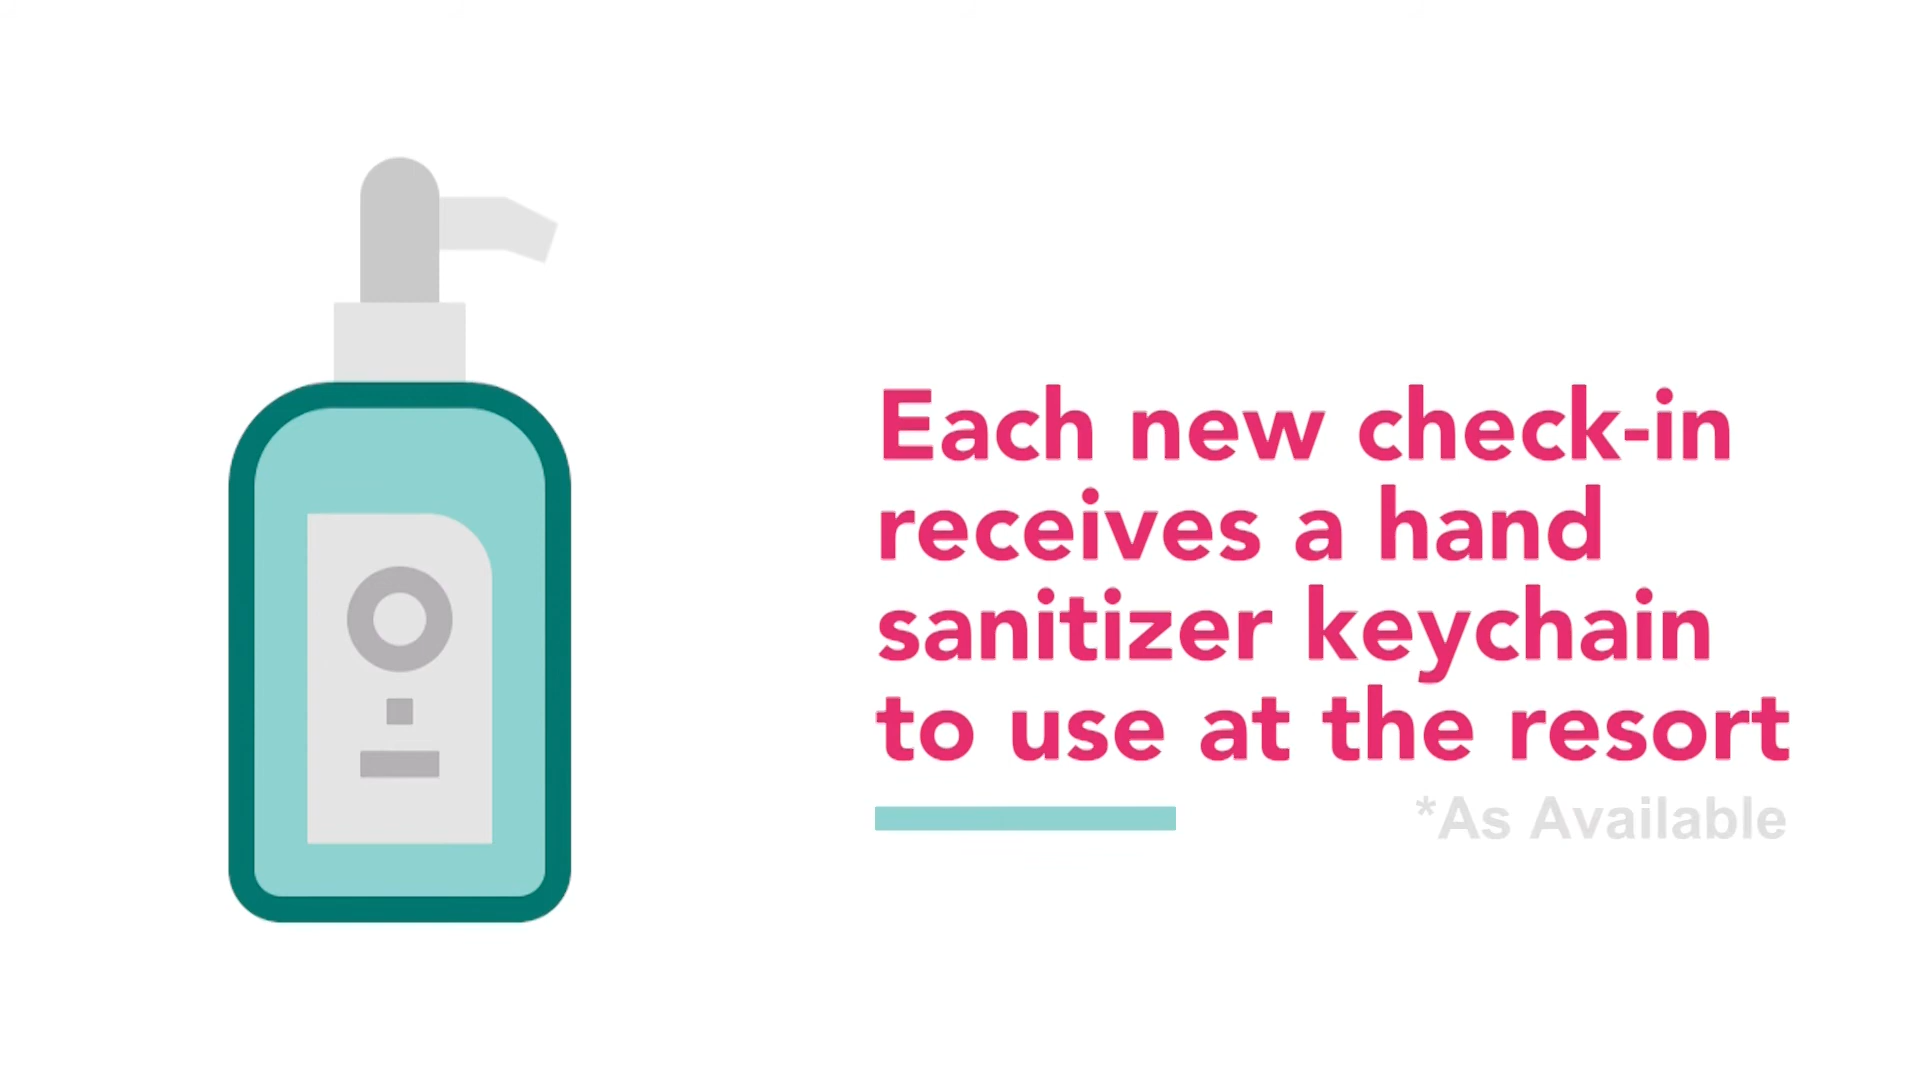 Each new check-in
receives a hand
sanitizer keychain
to use at the resort
*As Available